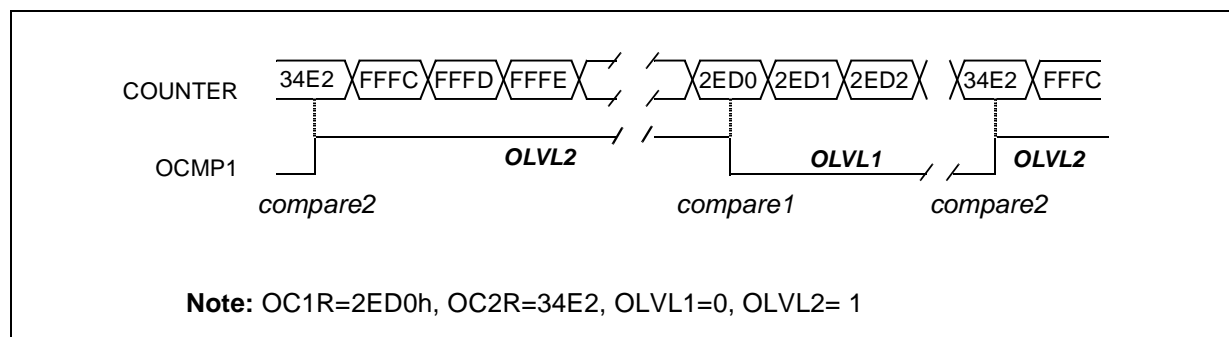 COUNTER 34E2 FFFC FFFD FFFE 2ED0 2ED1 2ED2 34E2 FFFC
OCMP1 OLVL2 OLVL1 OLVL2
compare2 compare1 compare2
Note: OC1R=2ED0h, OC2R=34E2, OLVL1=0, OLVL2= 1